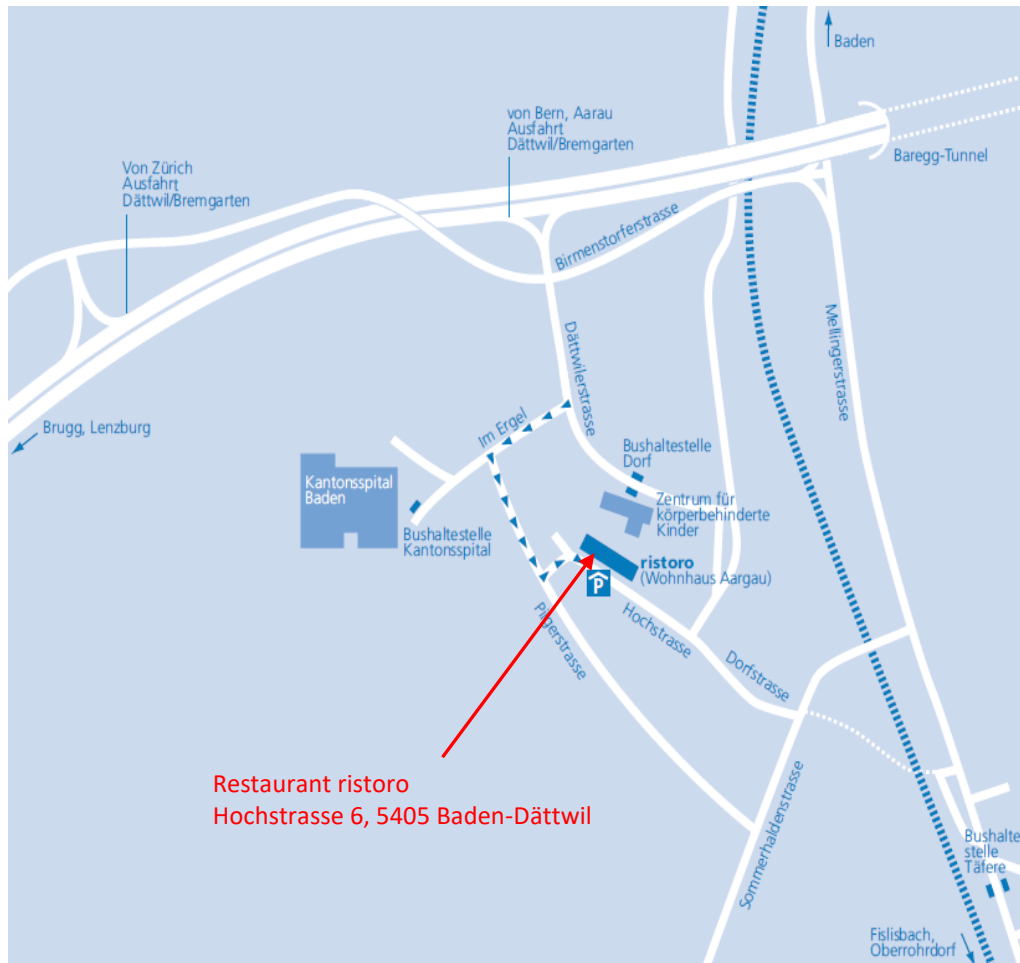 Baden
von Bern, Aarau
Ausfahrt
Dättwil/Bremgarten
Von Zürich
Ausfahrt
Dättwil/Bremgarten
Baregg-Tunnel
Birmenstorferstrasse
Mellingerstrasse
Dättwilerstrasse
Brugg, Lenzburg
Im Ergel
Bushaltestelle
Dorf
Kantonsspital
Baden
Zentrum für
körperbehinderte
Kinder
Bushaltestelle
Kantonsspital
ristoro
(Wohnhaus Aargau)
P
Pilgerstrasse
Hochstrasse
Dorfstrasse
Restaurant ristoro
Hochstrasse 6, 5405 Baden-Dättwil
Sommerhaldenstrasse
Bushalte
stelle
Täfere
Fislisbach,
Oberrohrdorf